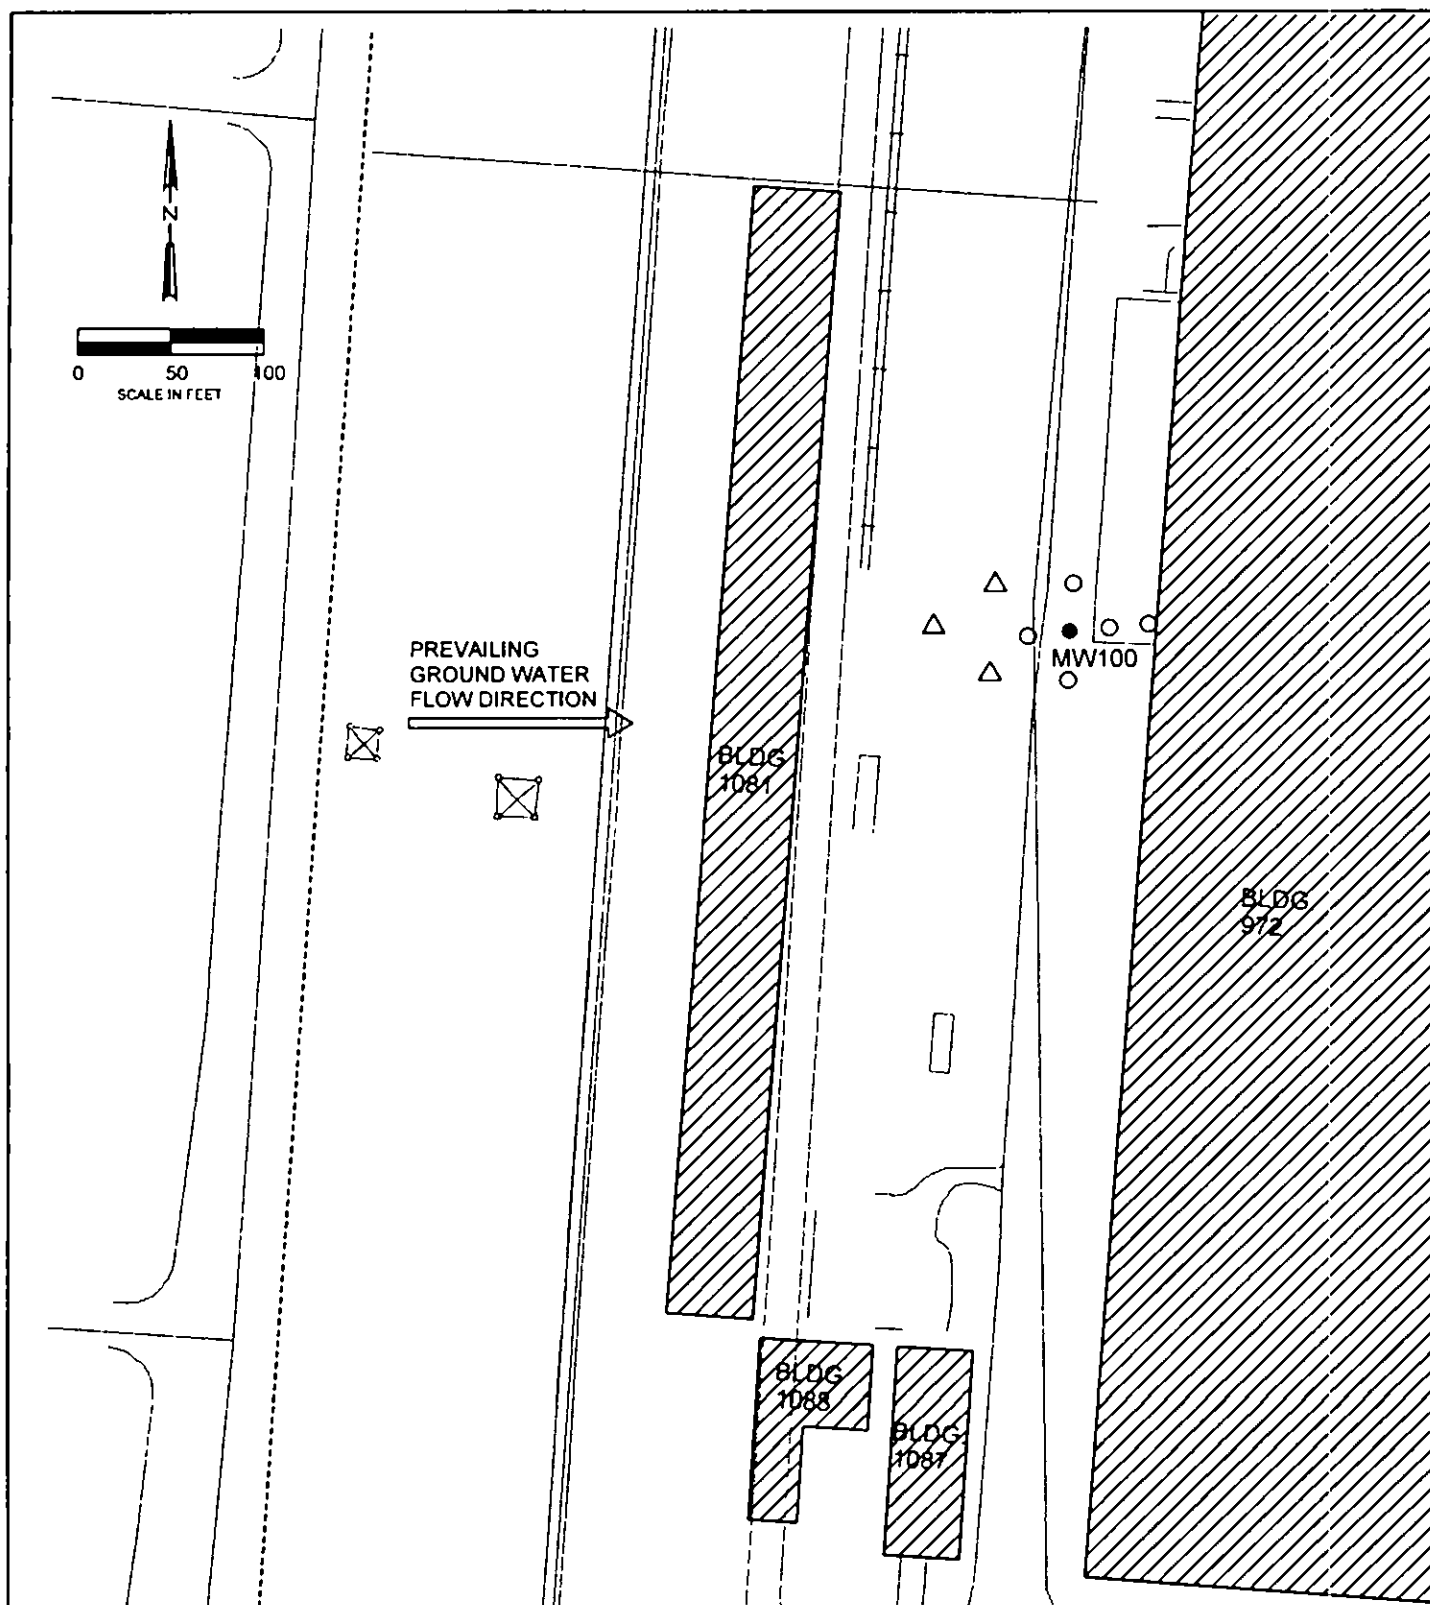 N
0 50 100
SCALE IN FEET
PREVAILING
GROUND WATER
FLOW DIRECTION
MW100
BLDG
1081
BLDG
972
BLDG
1088
BLDG
1087